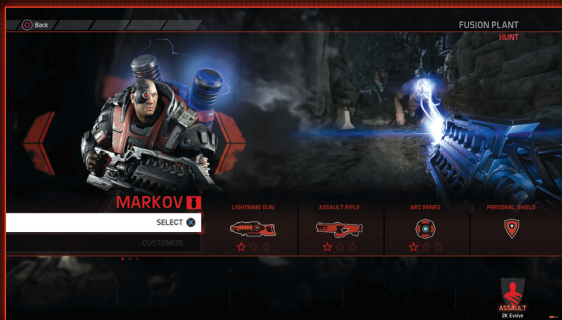 Back
FUSION PLANT
HUNT
MARKOV
SELECT
CUSTOMIZE
LIGHTNING GUN
ASSAULT RIFLE
ARC MINES
PERSONAL SHIELD
ASSAULT
2K Evolve